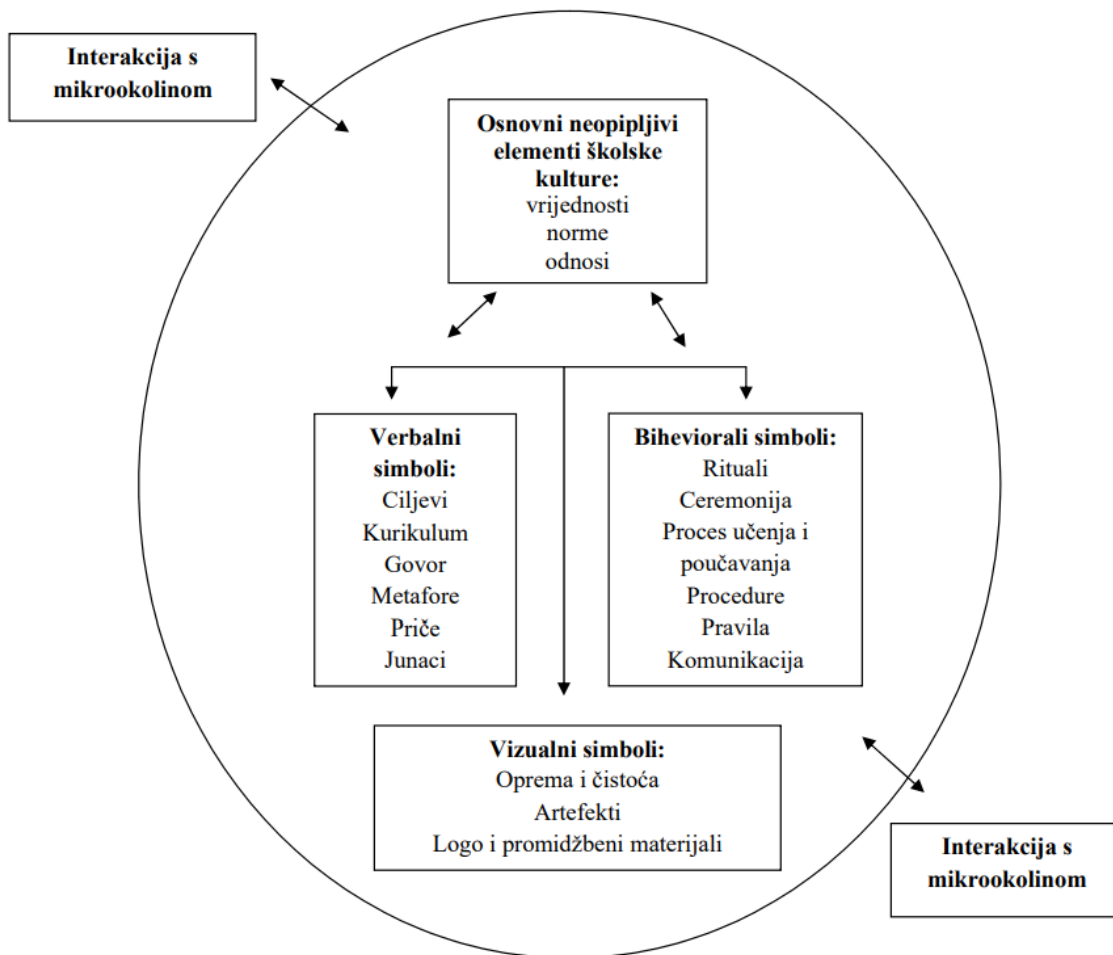 Interakcija s
mikrookolinom
Osnovni neopipljivi
elementi školske
kulture:
vrijednosti
norme
odnosi
Verbalni
simboli:
Ciljevi
Kurikulum
Govor
Metafore
Priče
Junaci
Biheviorali simboli:
Rituali
Ceremonija
Proces učenja i
poučavanja
Procedure
Pravila
Komunikacija
Vizualni simboli:
Oprema i čistoća
Artefekti
Logo i promidžbeni materijali
Interakcija s
mikrookolinom